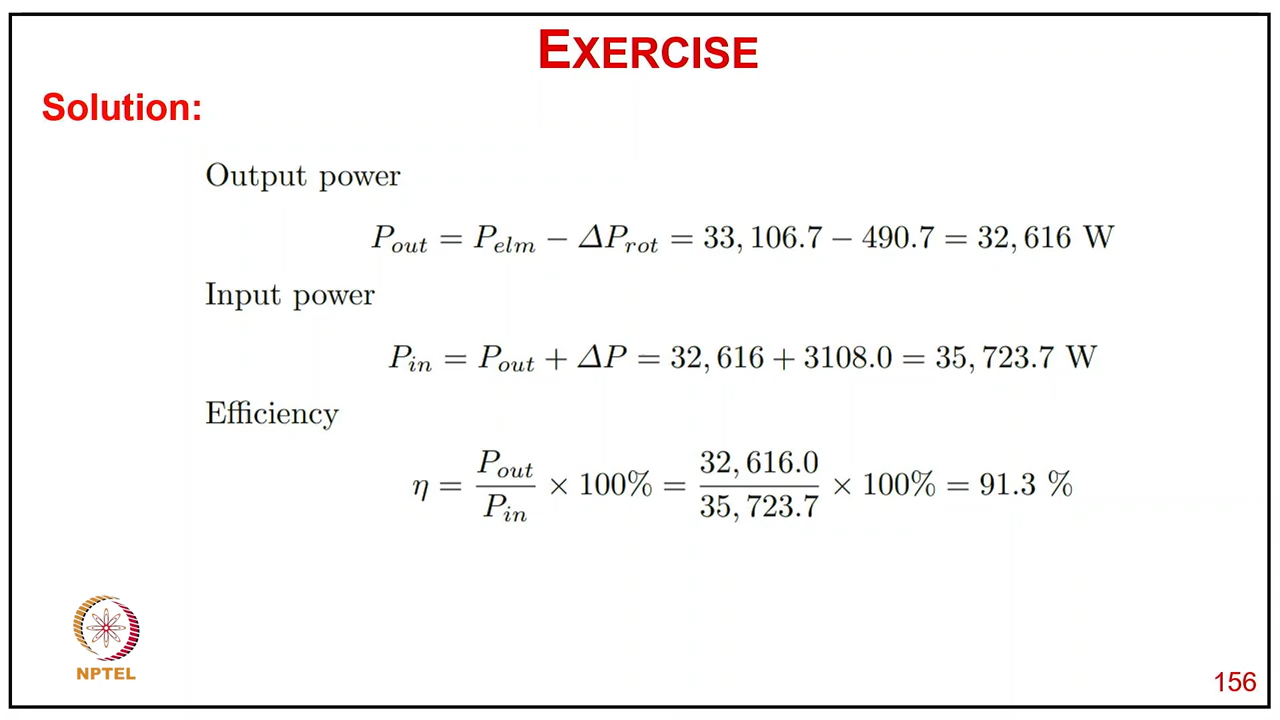 EXERCISE
Solution:
Output power
P_out = P_elm − ΔP_rot = 33, 106.7 − 490.7 = 32, 616 W
Input power
P_in = P_out + ΔP = 32, 616 + 3108.0 = 35, 723.7 W
Efficiency
η = P_out / P_in × 100% = 32, 616.0 / 35, 723.7 × 100% = 91.3 %
NPTEL
156